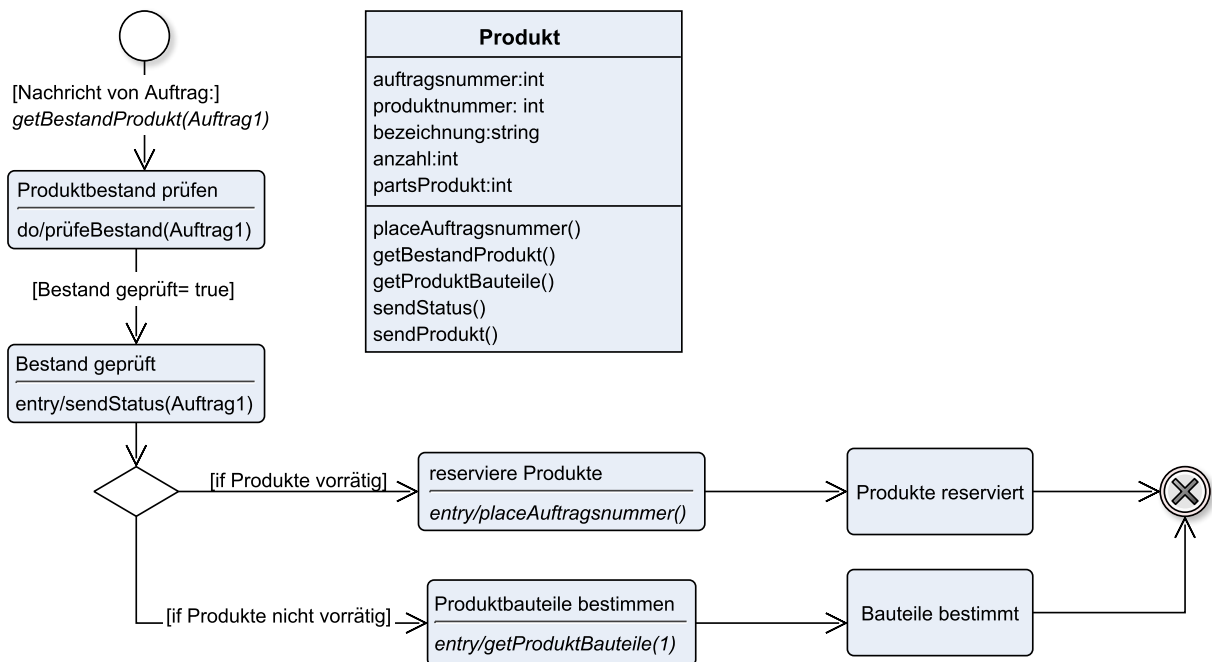 [Nachricht von Auftrag:]
getBestandProdukt(Auftrag1)
Produktbestand prüfen
do/prüfeBestand(Auftrag1)
[Bestand geprüft= true]
Bestand geprüft
entry/sendStatus(Auftrag1)
Produkt
auftragsnummer:int
produktnummer: int
bezeichnung:string
anzahl:int
partsProdukt:int
placeAuftragsnummer()
getBestandProdukt()
getProduktBauteile()
sendStatus()
sendProdukt()
[if Produkte vorrätig]
reserviere Produkte
entry/placeAuftragsnummer()
Produkte reserviert
[if Produkte nicht vorrätig]
Produktbauteile bestimmen
entry/getProduktBauteile(1)
Bauteile bestimmt